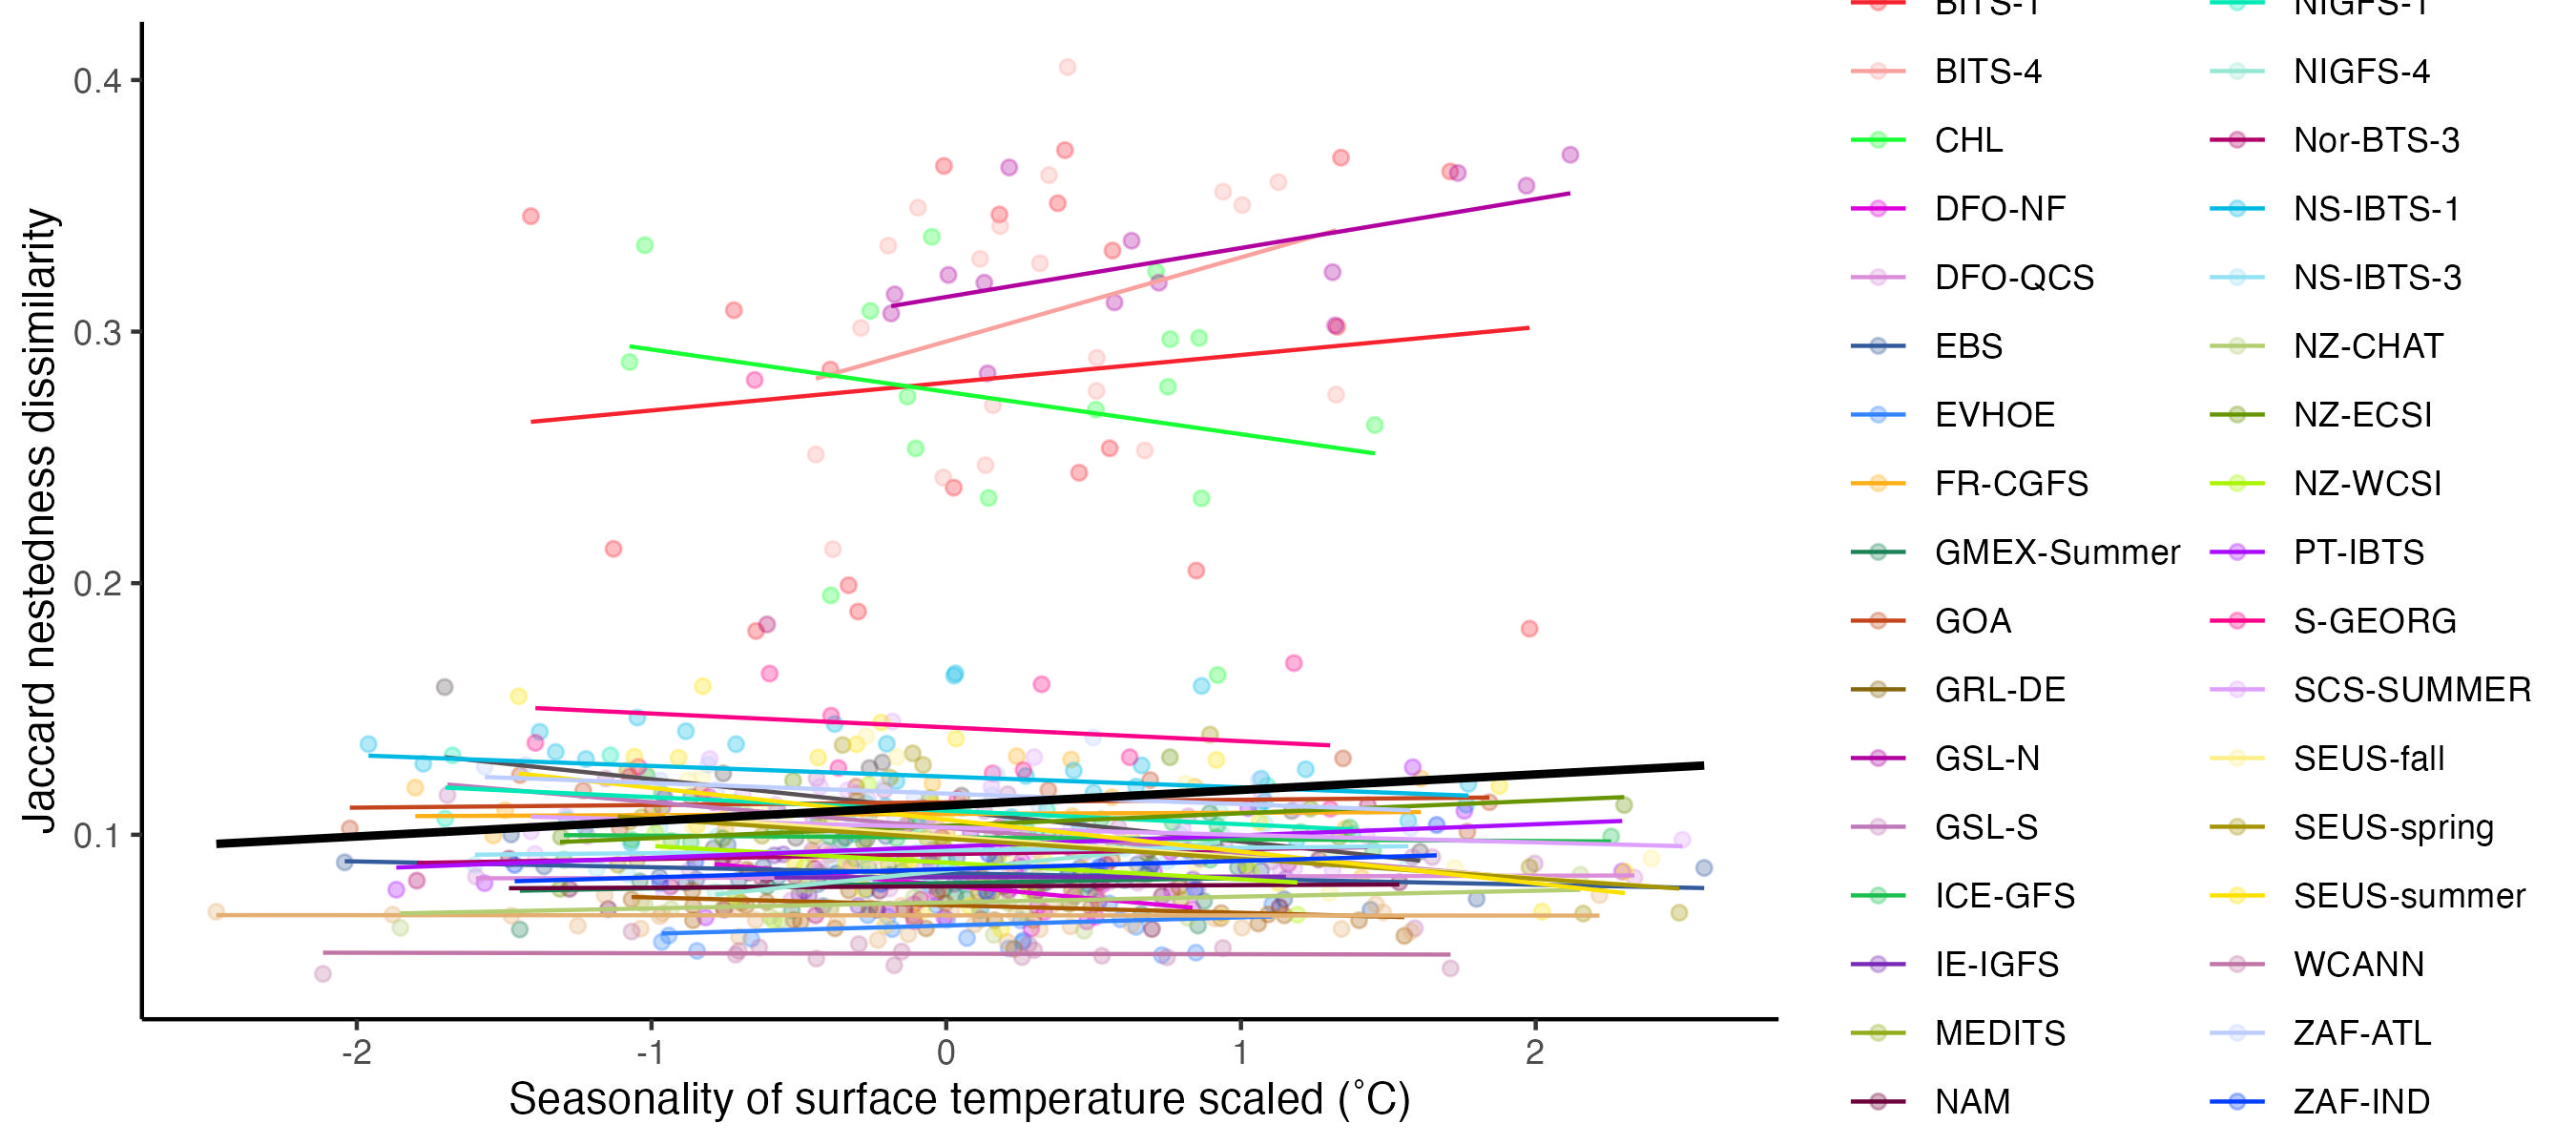 BITS-1 NIGFS-1
BITS-4 NIGFS-4
CHL Nor-BTS-3
DFO-NF NS-IBTS-1
DFO-QCS NS-IBTS-3
EBS NZ-CHAT
EVHOE NZ-ECSI
FR-CGFS NZ-WCSI
GMEX-Summer PT-IBTS
GOA S-GEORG
GRL-DE SCS-SUMMER
GSL-N SEUS-fall
GSL-S SEUS-spring
ICE-GFS SEUS-summer
IE-IGFS WCANN
MEDITS ZAF-ATL
NAM ZAF-IND
Jaccard nestedness dissimilarity
0.4
0.3
0.2
0.1
-2 -1 0 1 2
Seasonality of surface temperature scaled (°C)